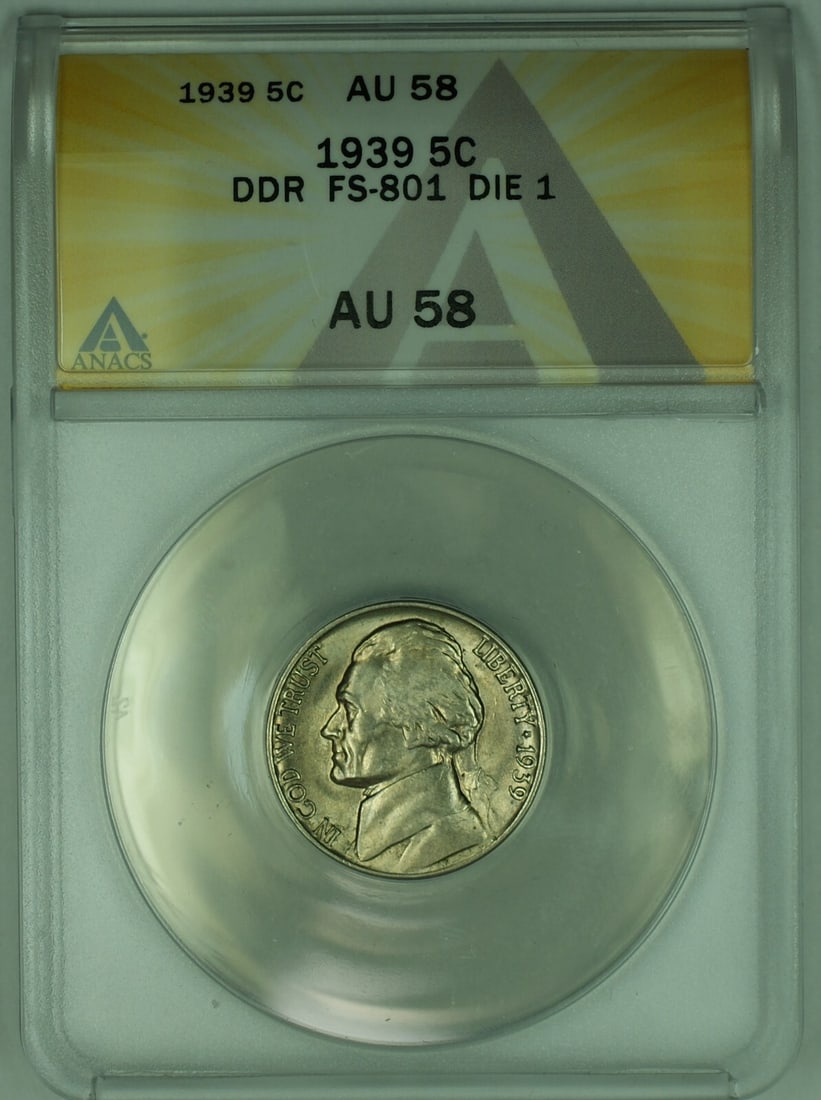 1939 5C AU 58
1939 5C
DDR FS-801 DIE 1
AU 58
ANACS
IN GOD WE TRUST
LIBERTY · 1939